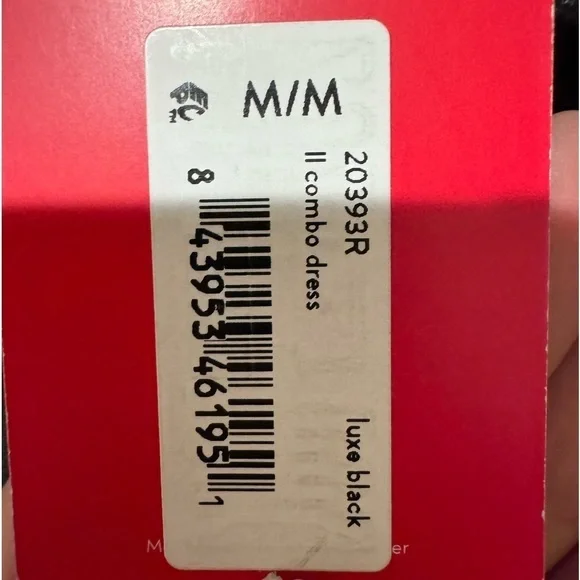 M/M
20393R
ll combo dress
luxe black
8 43953 46195 1